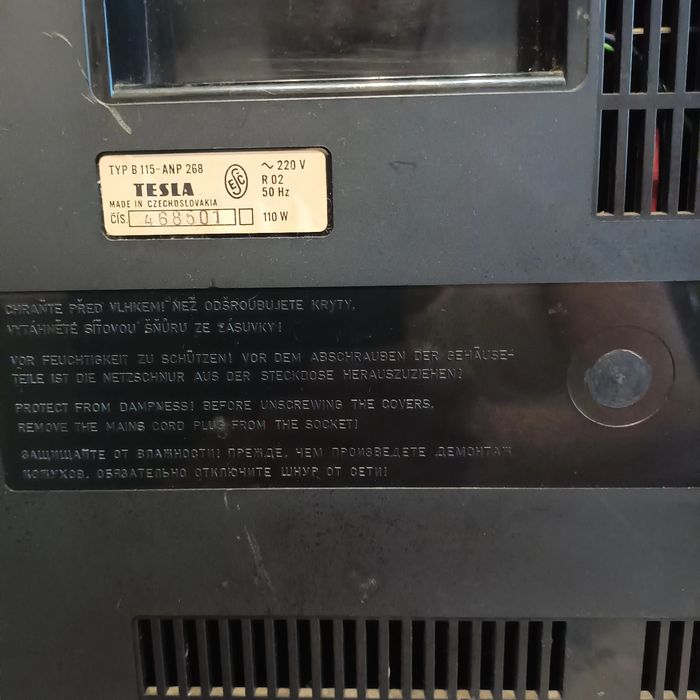 TYP B 115-ANP 268
TESLA
MADE IN CZECHOSLOVAKIA
ČÍS. 468501
ESČ
~ 220 V
R 02
50 Hz
110 W
CHRAŇTE PŘED VLHKEM! NEŽ ODŠROUBUJETE KRYTY,
VYTÁHNĚTE SÍŤOVOU ŠŇŮRU ZE ZÁSUVKY!
VOR FEUCHTIGKEIT ZU SCHÜTZEN! VOR DEM ABSCHRAUBEN DER GEHÄUSE-
TEILE IST DIE NETZSCHNUR AUS DER STECKDOSE HERAUSZUZIEHEN!
PROTECT FROM DAMPNESS! BEFORE UNSCREWING THE COVERS,
REMOVE THE MAINS CORD PLUG FROM THE SOCKET!
ЗАЩИЩАЙТЕ ОТ ВЛАЖНОСТИ! ПРЕЖДЕ, ЧЕМ ПРОИЗВЕДЕТЕ ДЕМОНТАЖ
КОЖУХОВ, ОБЯЗАТЕЛЬНО ОТКЛЮЧИТЕ ШНУР ОТ СЕТИ!